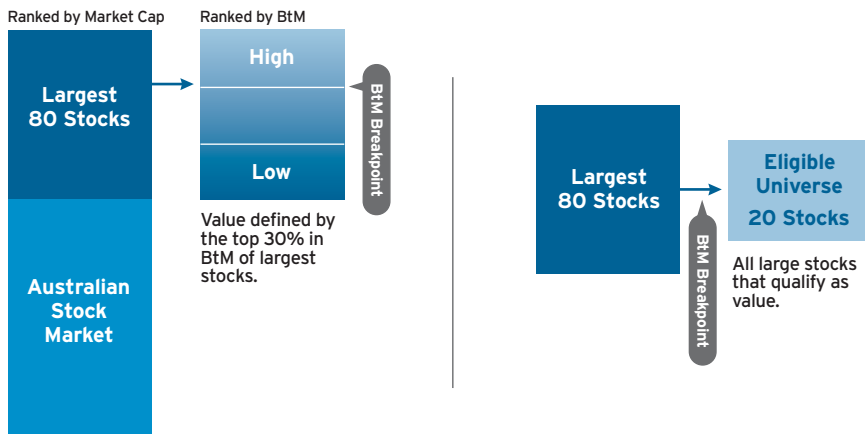 Ranked by Market Cap
Largest
80 Stocks
Australian
Stock
Market
Ranked by BtM
High
Low
BtM Breakpoint
Value defined by
the top 30% in
BtM of largest
stocks.
Largest
80 Stocks
BtM Breakpoint
Eligible
Universe
20 Stocks
All large stocks
that qualify as
value.